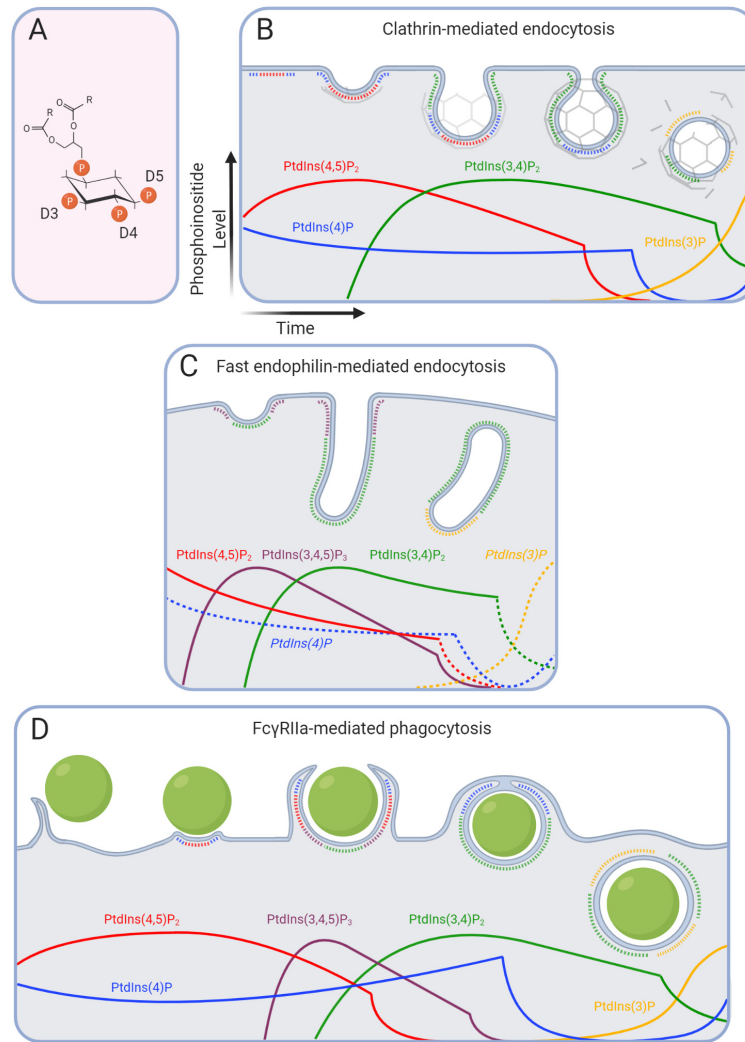 A
O
R
O
R
O
O
P
P
P
P
D5
D3
D4
B
Clathrin-mediated endocytosis
PtdIns(4,5)P₂
PtdIns(3,4)P₂
PtdIns(4)P
PtdIns(3)P
Phosphoinositide
Level
Time
C
Fast endophilin-mediated endocytosis
PtdIns(4,5)P₂
PtdIns(3,4,5)P₃
PtdIns(3,4)P₂
PtdIns(3)P
PtdIns(4)P
D
FcγRIIa-mediated phagocytosis
PtdIns(4,5)P₂
PtdIns(3,4,5)P₃
PtdIns(3,4)P₂
PtdIns(4)P
PtdIns(3)P